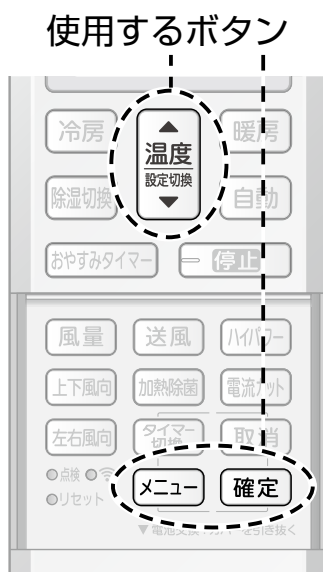 使用するボタン
冷房
▲
温度
設定切換
▼
暖房
除湿切換
自動
おやすみタイマー
停止
風量
送風
ハイパワー
上下風向
加熱除菌
電流カット
左右風向
タイマー
切換
取消
点検
リセット
メニュー
確定